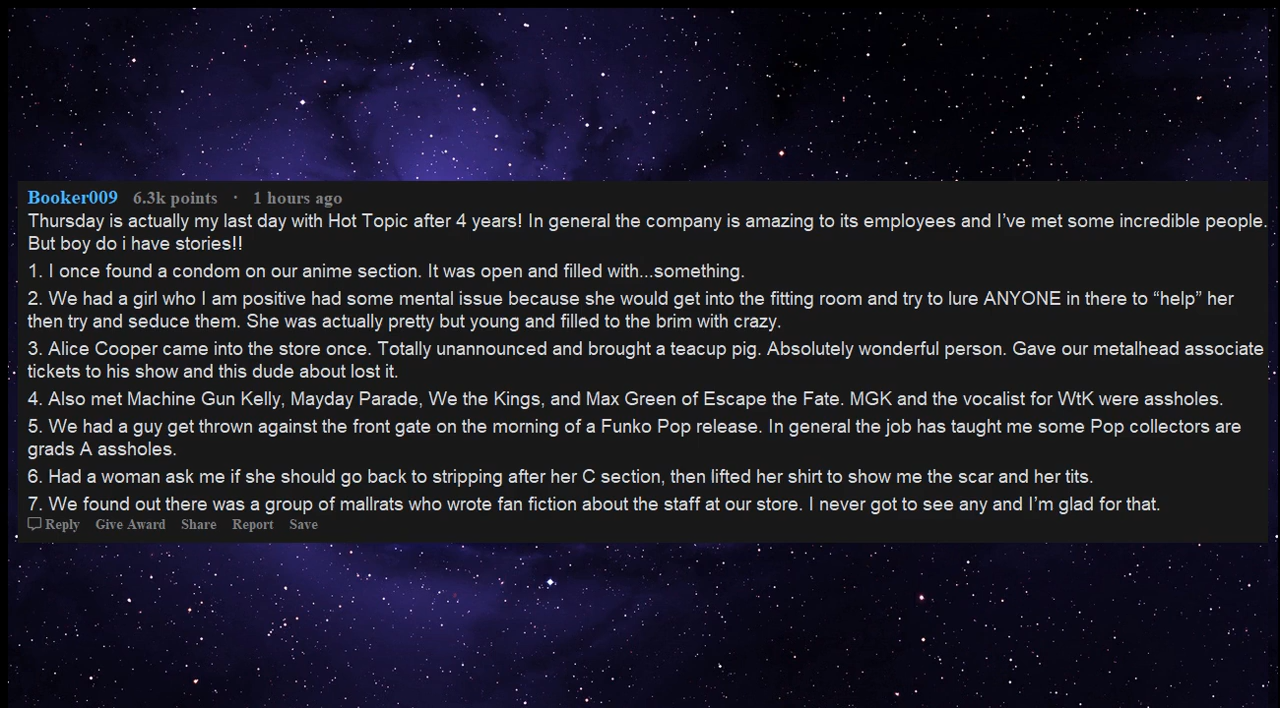 Booker009 6.3k points · 1 hours ago
Thursday is actually my last day with Hot Topic after 4 years! In general the company is amazing to its employees and I’ve met some incredible people.
But boy do i have stories!!
1. I once found a condom on our anime section. It was open and filled with...something.
2. We had a girl who I am positive had some mental issue because she would get into the fitting room and try to lure ANYONE in there to “help” her
then try and seduce them. She was actually pretty but young and filled to the brim with crazy.
3. Alice Cooper came into the store once. Totally unannounced and brought a teacup pig. Absolutely wonderful person. Gave our metalhead associate
tickets to his show and this dude about lost it.
4. Also met Machine Gun Kelly, Mayday Parade, We the Kings, and Max Green of Escape the Fate. MGK and the vocalist for WtK were assholes.
5. We had a guy get thrown against the front gate on the morning of a Funko Pop release. In general the job has taught me some Pop collectors are
grads A assholes.
6. Had a woman ask me if she should go back to stripping after her C section, then lifted her shirt to show me the scar and her tits.
7. We found out there was a group of mallrats who wrote fan fiction about the staff at our store. I never got to see any and I’m glad for that.
Reply Give Award Share Report Save